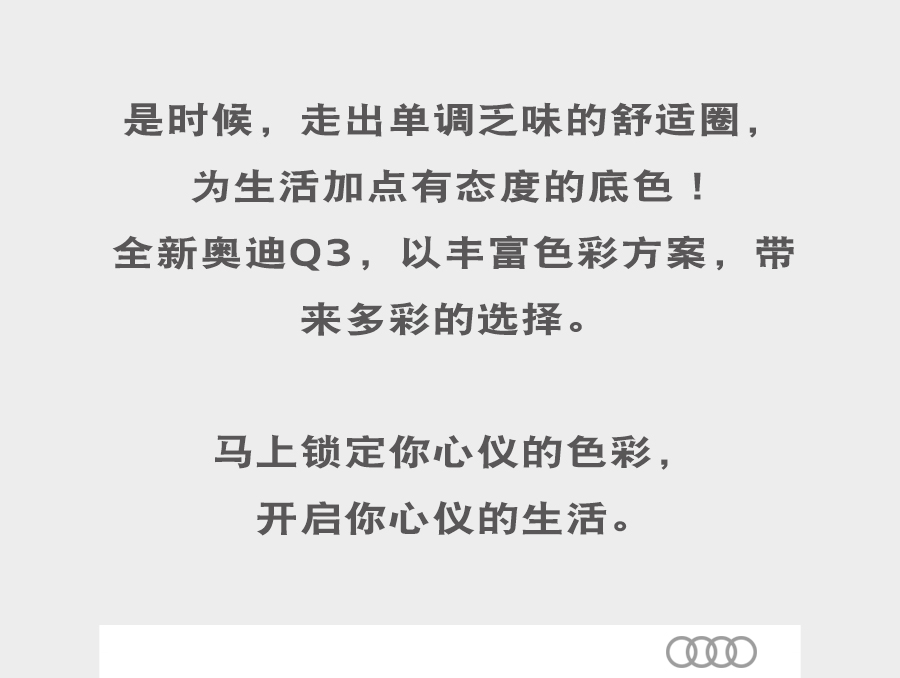 是时候，走出单调乏味的舒适圈，
为生活加点有态度的底色！
全新奥迪Q3，以丰富色彩方案，带
来多彩的选择。
马上锁定你心仪的色彩，
开启你心仪的生活。